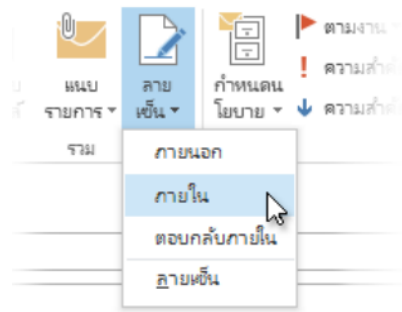 แนบ
รายการ
ลาย
เซ็น
กำหนดน
โยบาย
ตามงาน
ความสำคั
ความสำคั
รวม
ภายนอก
ภายใน
ตอบกลับภายใน
ลายเซ็น